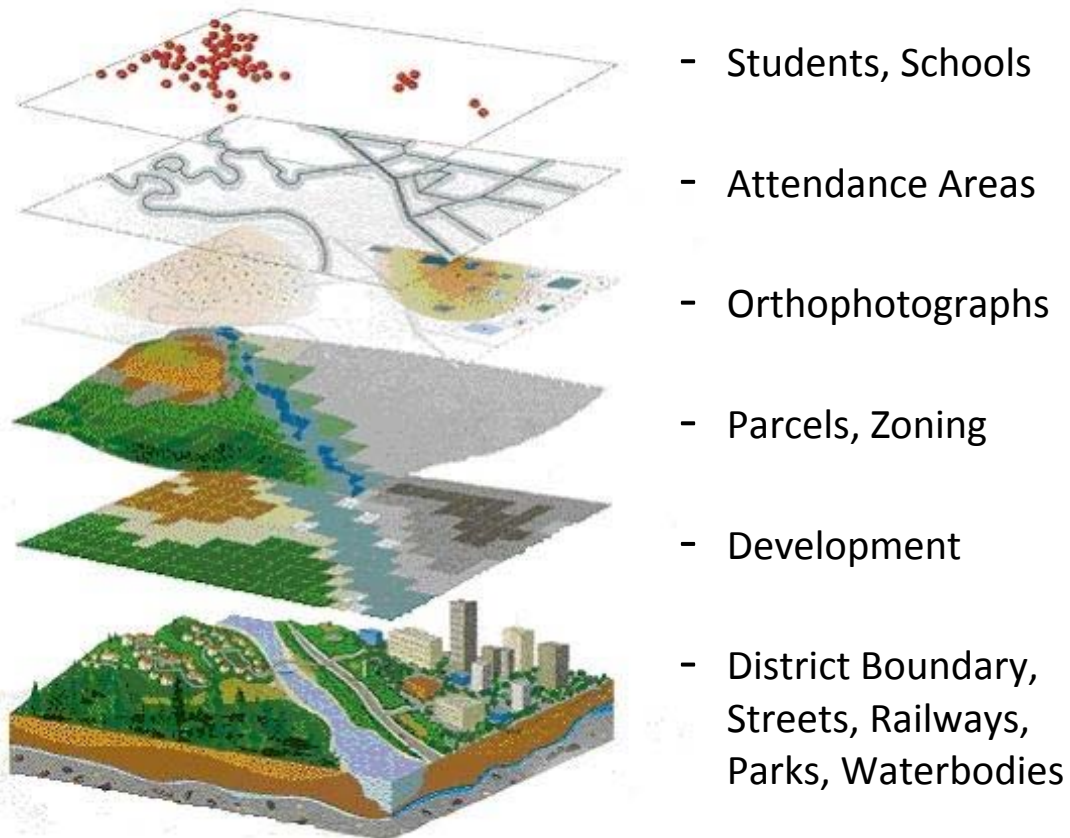 - Students, Schools
- Attendance Areas
- Orthophotographs
- Parcels, Zoning
- Development
- District Boundary,
Streets, Railways,
Parks, Waterbodies